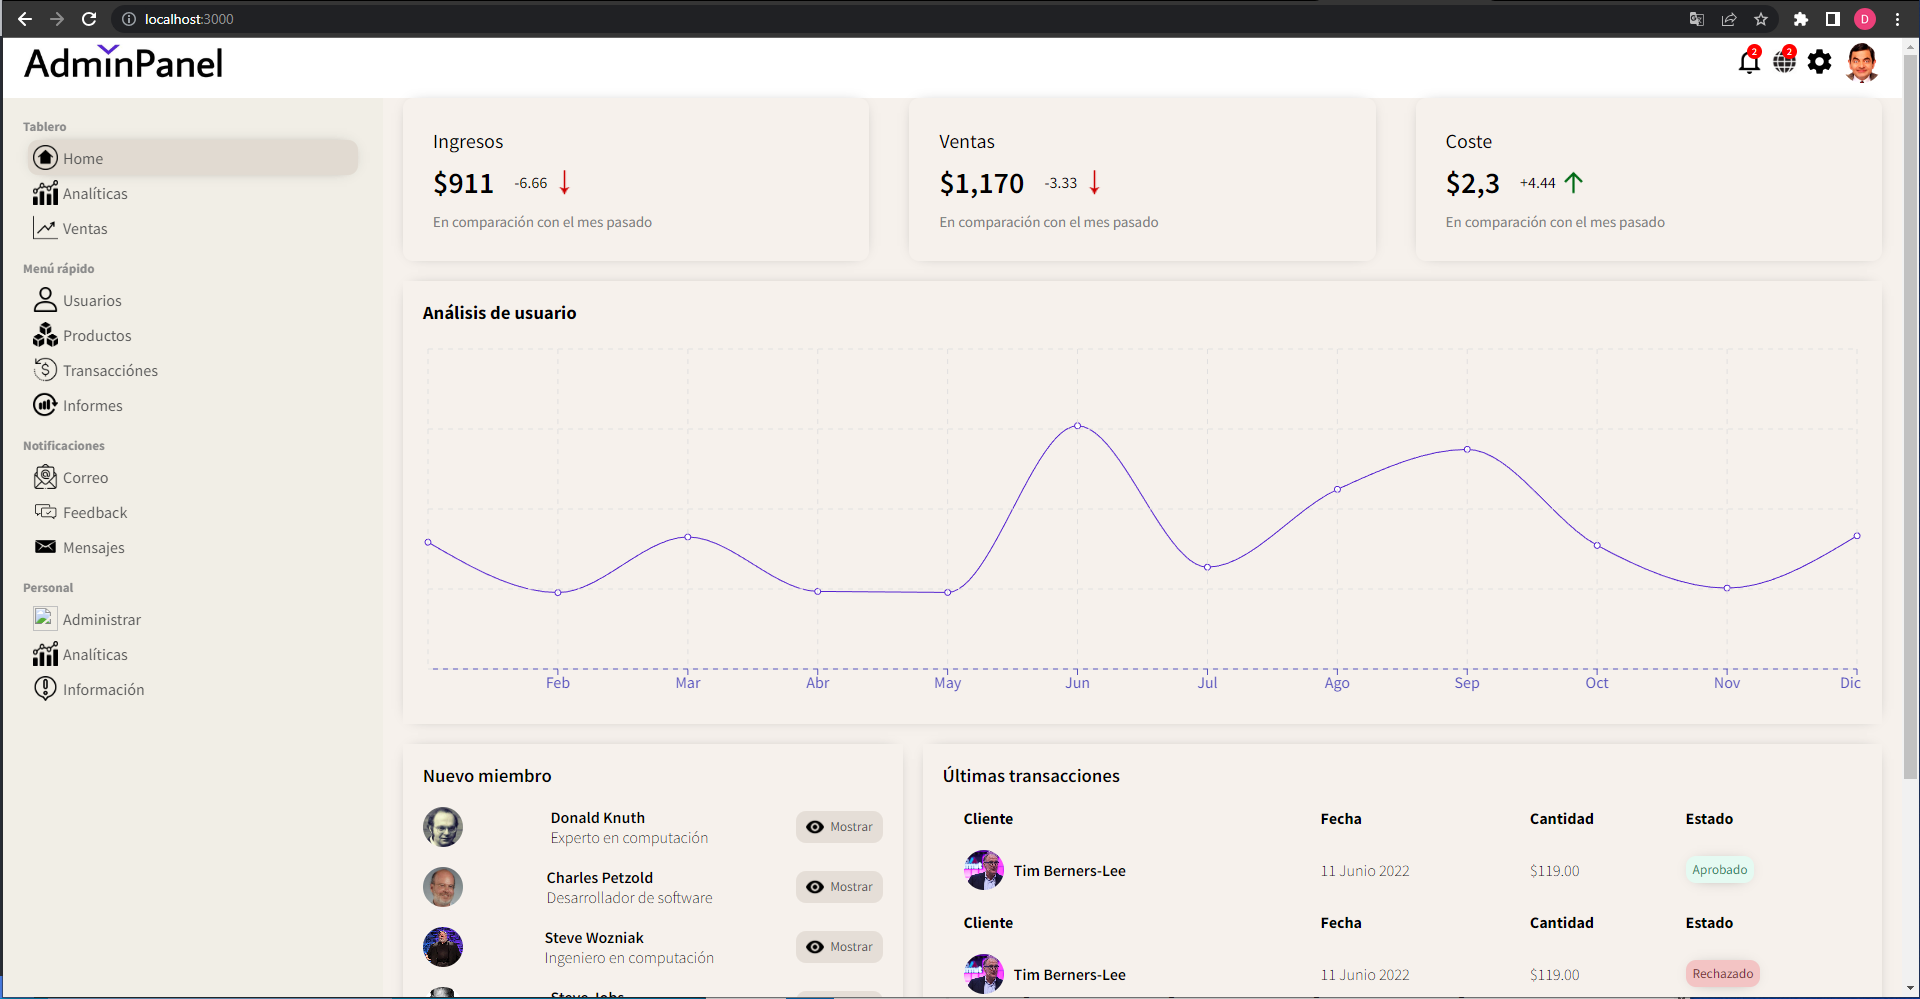 localhost:3000
D
AdminPanel
2
2
Tablero
Home
Analíticas
Ventas
Menú rápido
Usuarios
Productos
Transacciónes
Informes
Notificaciones
Correo
Feedback
Mensajes
Personal
Administrar
Analíticas
Información
Ingresos
$911 -6.66
En comparación con el mes pasado
Ventas
$1,170 -3.33
En comparación con el mes pasado
Coste
$2,3 +4.44
En comparación con el mes pasado
Análisis de usuario
Feb Mar Abr May Jun Jul Ago Sep Oct Nov Dic
Nuevo miembro
Donald Knuth
Experto en computación
Mostrar
Charles Petzold
Desarrollador de software
Mostrar
Steve Wozniak
Ingeniero en computación
Mostrar
Steve Jobs
Últimas transacciones
Cliente Fecha Cantidad Estado
Tim Berners-Lee 11 Junio 2022 $119.00 Aprobado
Cliente Fecha Cantidad Estado
Tim Berners-Lee 11 Junio 2022 $119.00 Rechazado